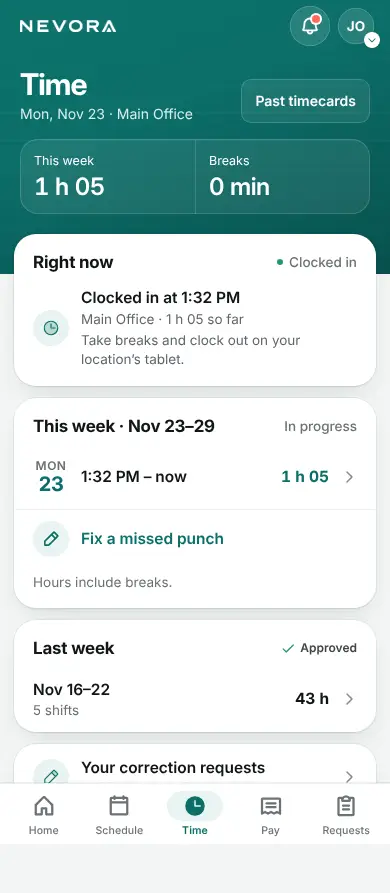 NEVORA
JO
Time
Mon, Nov 23 · Main Office
Past timecards
This week
1 h 05
Breaks
0 min
Right now
Clocked in
Clocked in at 1:32 PM
Main Office · 1 h 05 so far
Take breaks and clock out on your
location's tablet.
This week · Nov 23–29
In progress
MON
23
1:32 PM – now
1 h 05
Fix a missed punch
Hours include breaks.
Last week
Approved
Nov 16–22
5 shifts
43 h
Your correction requests
Home
Schedule
Time
Pay
Requests